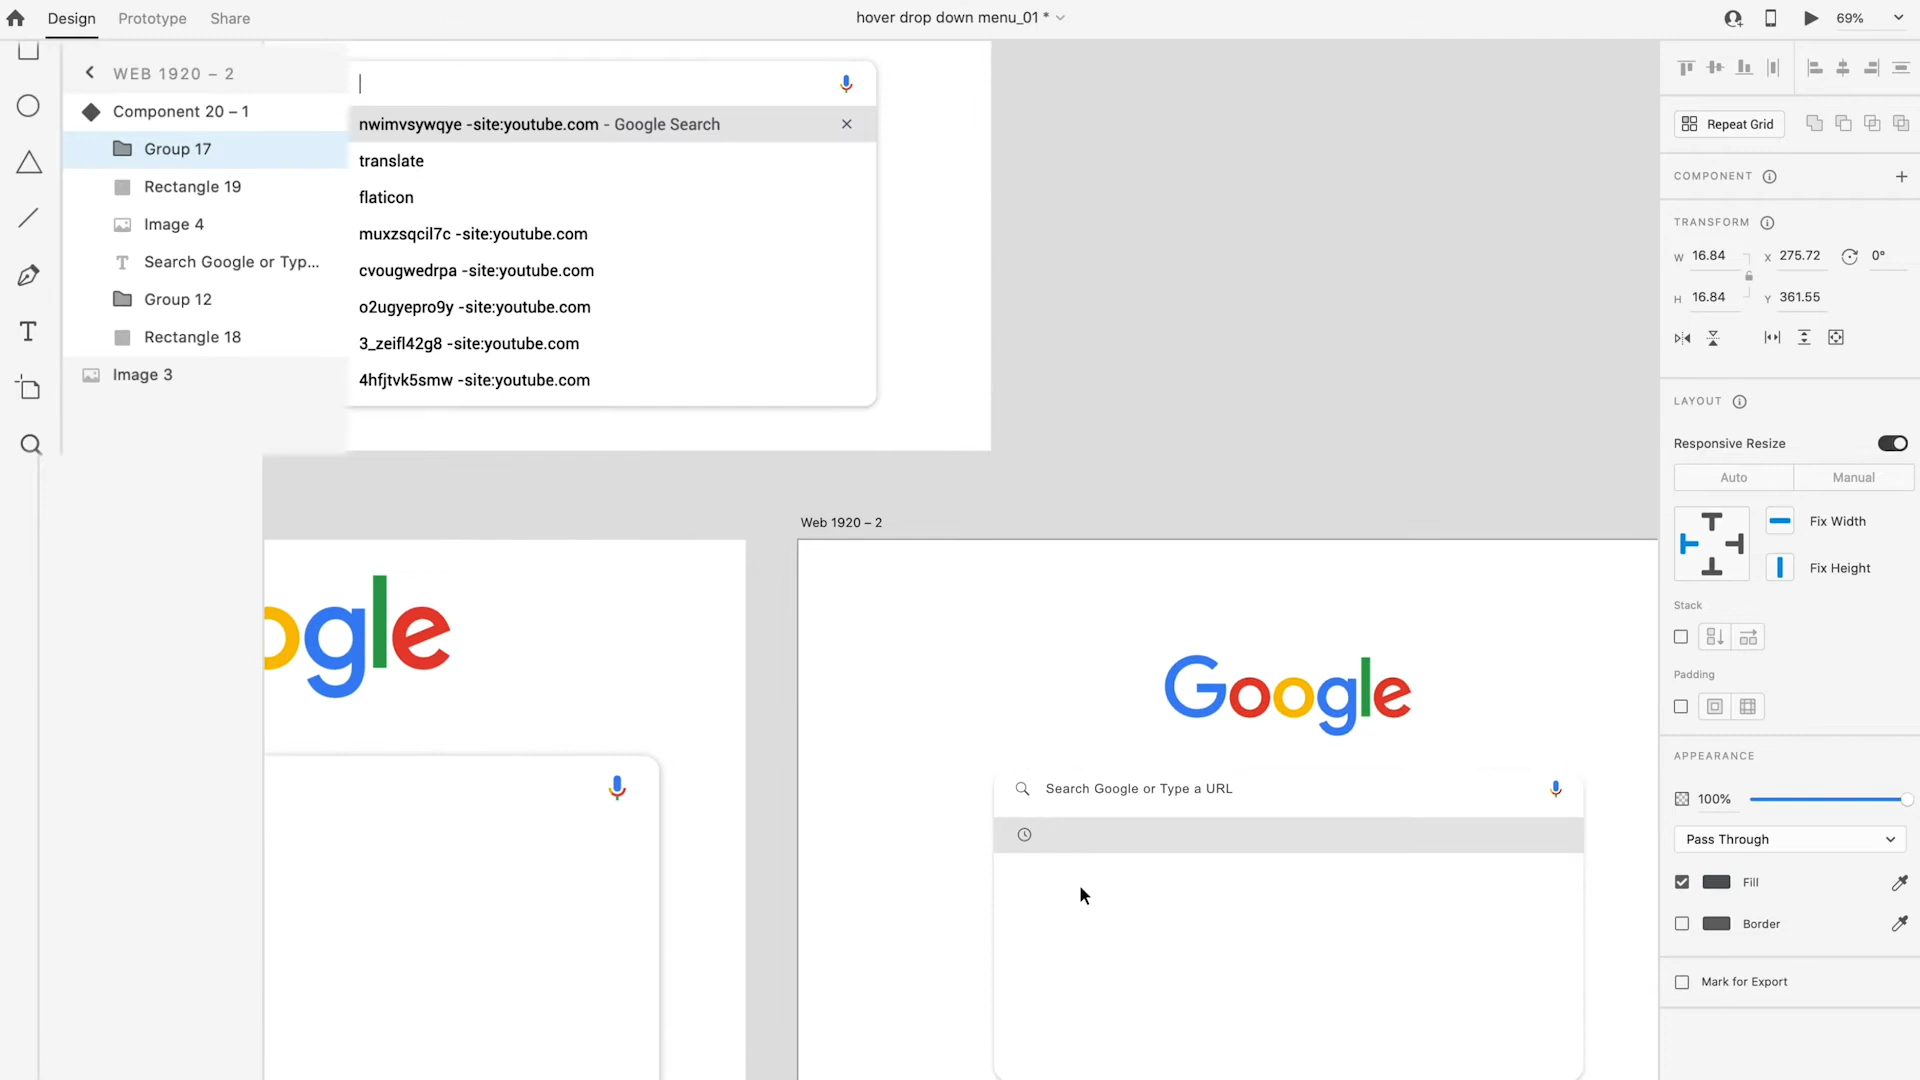 Design Prototype Share
hover drop down menu_01 *
69%
WEB 1920 – 2
Component 20 – 1
Group 17
Rectangle 19
Image 4
Search Google or Typ...
Group 12
Rectangle 18
Image 3
nwimvsywqye -site:youtube.com - Google Search
translate
flaticon
muxzsqcil7c -site:youtube.com
cvougwedrpa -site:youtube.com
o2ugyepro9y -site:youtube.com
3_zeifl42g8 -site:youtube.com
4hfjtvk5smw -site:youtube.com
ogle
Web 1920 – 2
Google
Search Google or Type a URL
Repeat Grid
COMPONENT
TRANSFORM
W 16.84 X 275.72 0°
H 16.84 Y 361.55
LAYOUT
Responsive Resize
Auto Manual
Fix Width
Fix Height
Stack
Padding
APPEARANCE
100%
Pass Through
Fill
Border
Mark for Export